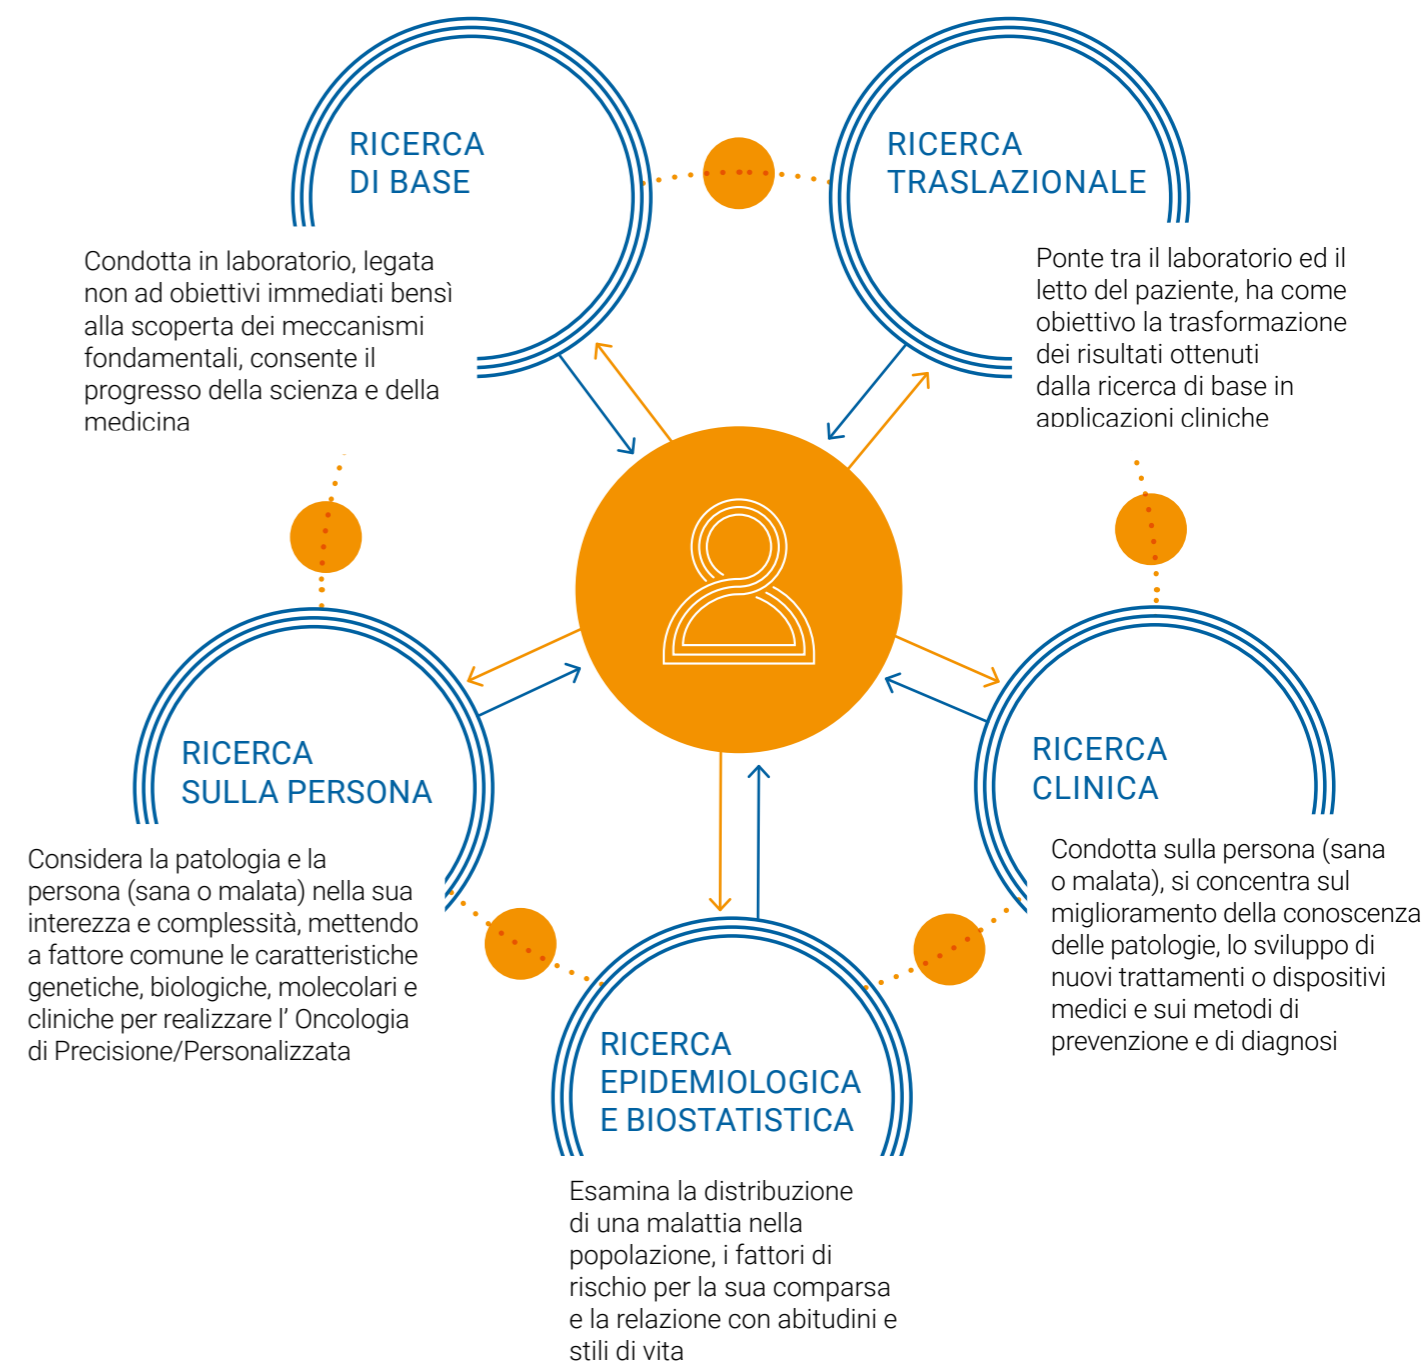 RICERCA
DI BASE
Condotta in laboratorio, legata
non ad obiettivi immediati bensì
alla scoperta dei meccanismi
fondamentali, consente il
progresso della scienza e della
medicina
RICERCA
TRASLAZIONALE
Ponte tra il laboratorio ed il
letto del paziente, ha come
obiettivo la trasformazione
dei risultati ottenuti
dalla ricerca di base in
applicazioni cliniche
RICERCA
SULLA PERSONA
Considera la patologia e la
persona (sana o malata) nella sua
interezza e complessità, mettendo
a fattore comune le caratteristiche
genetiche, biologiche, molecolari e
cliniche per realizzare l’ Oncologia
di Precisione/Personalizzata
RICERCA
CLINICA
Condotta sulla persona (sana
o malata), si concentra sul
miglioramento della conoscenza
delle patologie, lo sviluppo di
nuovi trattamenti o dispositivi
medici e sui metodi di
prevenzione e di diagnosi
RICERCA
EPIDEMIOLOGICA
E BIOSTATISTICA
Esamina la distribuzione
di una malattia nella
popolazione, i fattori di
rischio per la sua comparsa
e la relazione con abitudini e
stili di vita